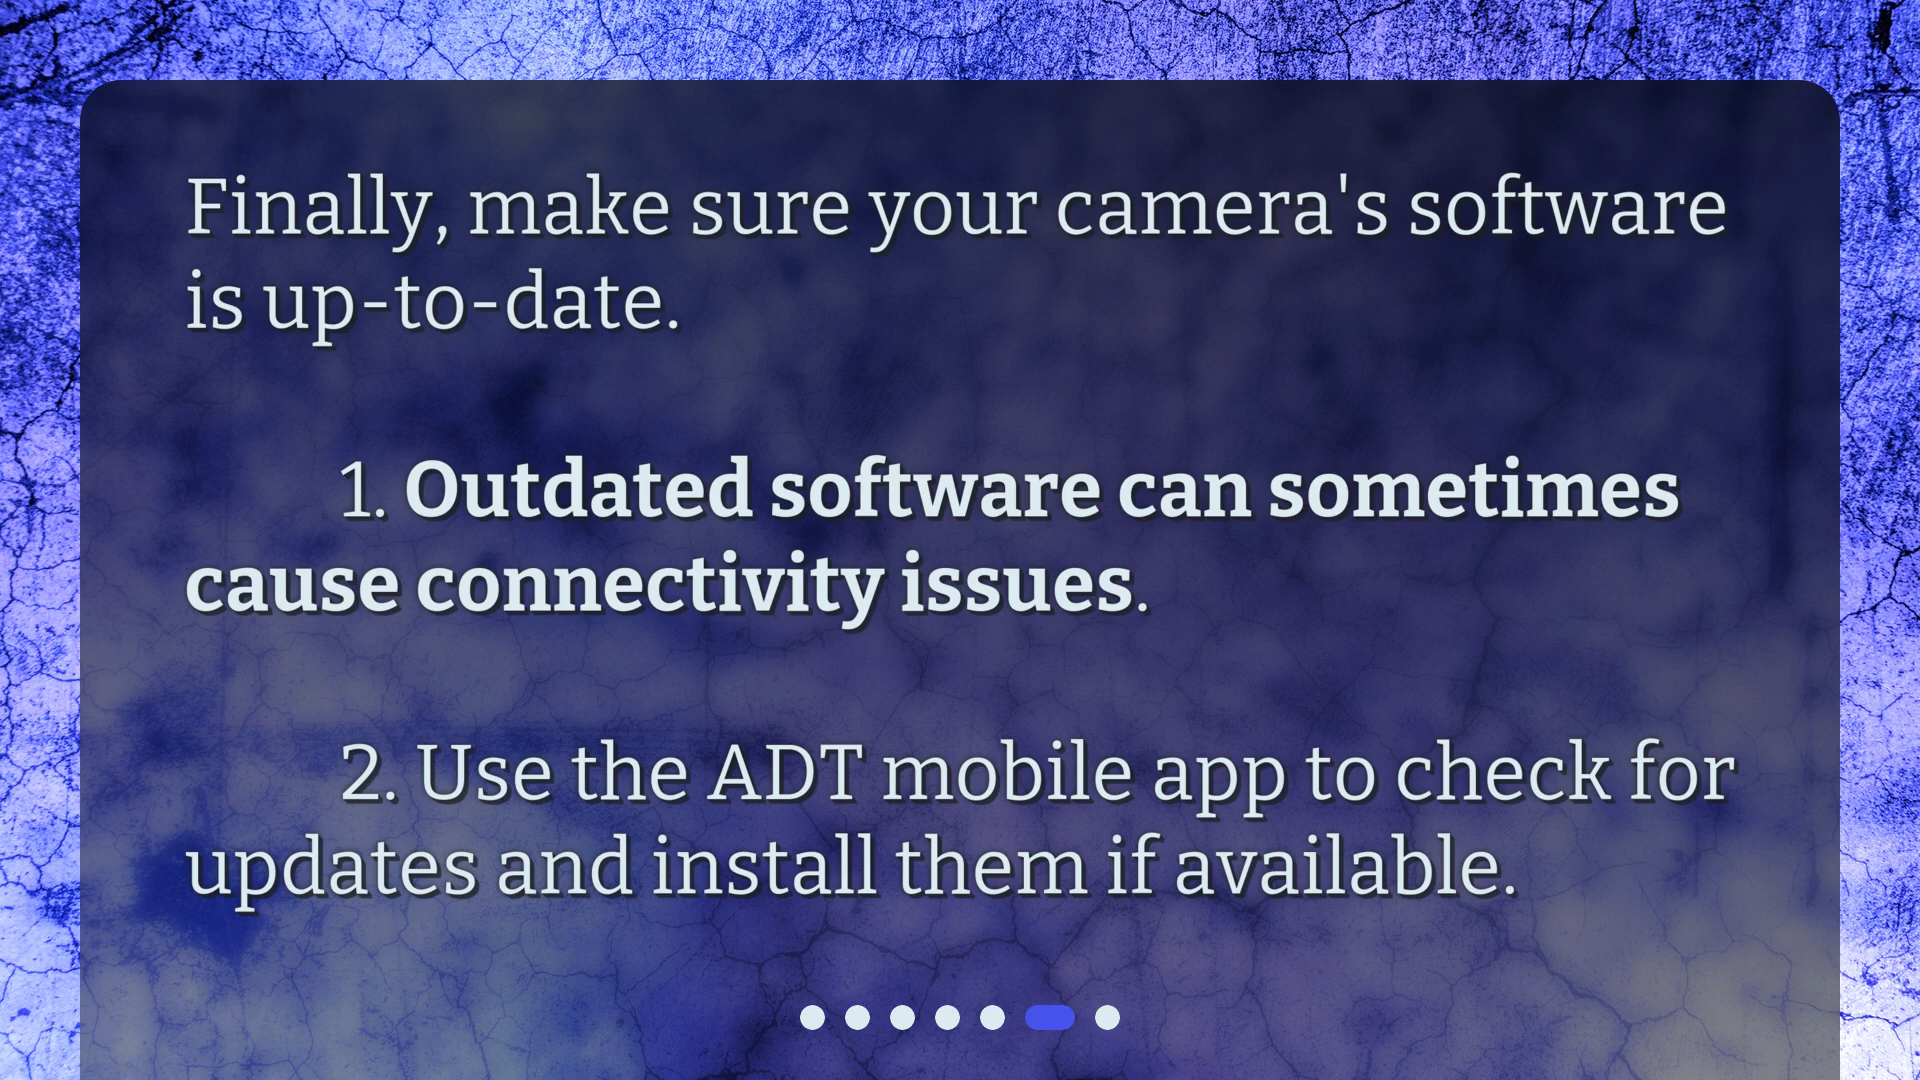 Finally, make sure your camera's software
is up-to-date.
1. Outdated software can sometimes
cause connectivity issues.
2. Use the ADT mobile app to check for
updates and install them if available.